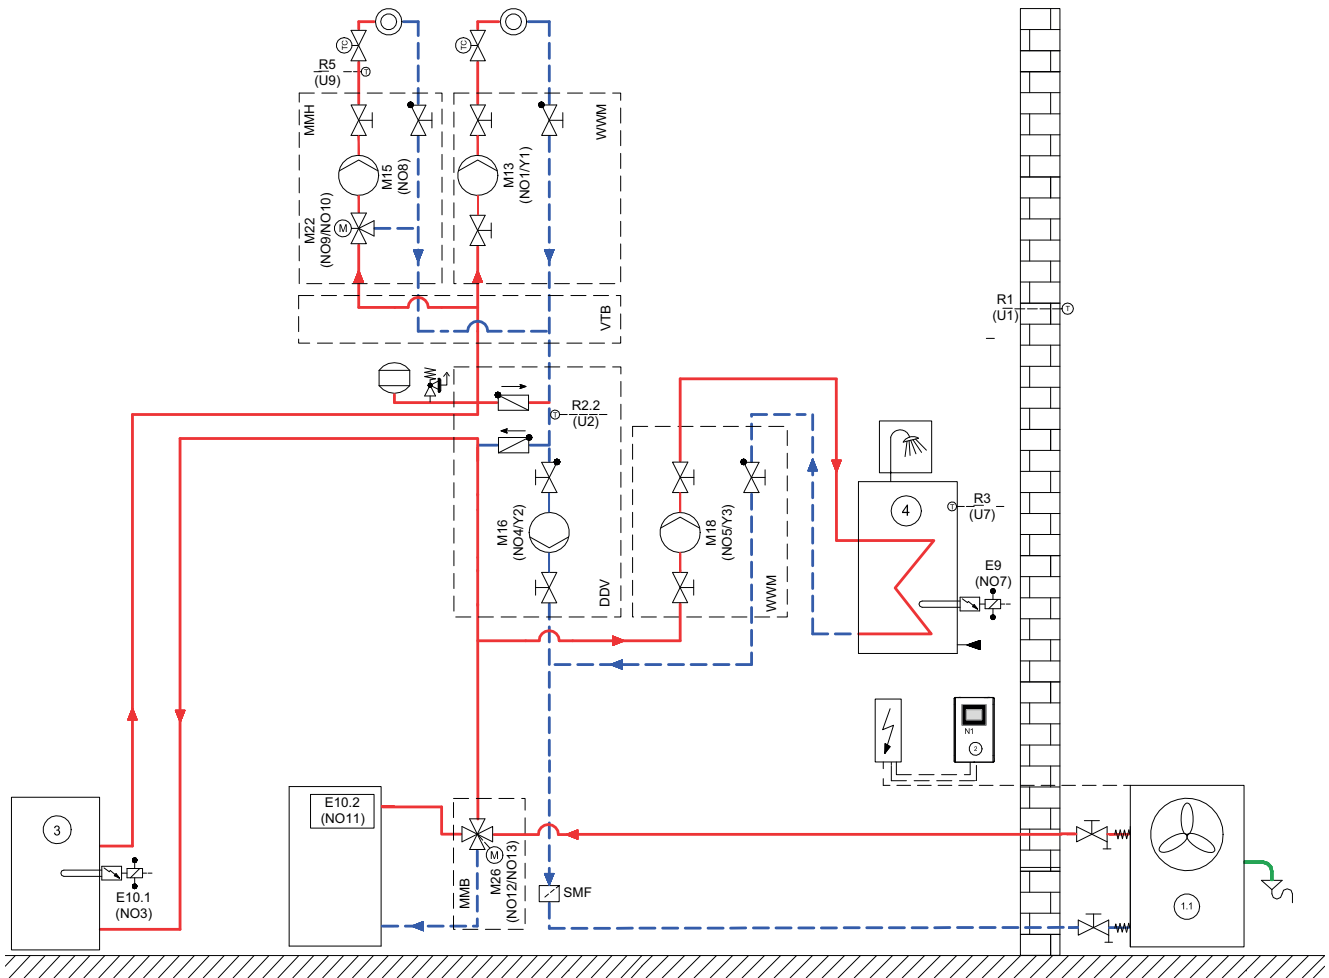 TC
TC
R5
(U9)
T
MMH
WWM
M15
(NO8)
M13
(NO1/Y1)
M22
(NO9/NO10)
M
VTB
R1
(U1)
T
R2.2
(U2)
T
M16
(NO4/Y2)
DDV
M18
(NO5/Y3)
WWM
4
R3
(U7)
T
E9
(NO7)
N1
2
3
E10.1
(NO3)
E10.2
(NO11)
MMB
M
M26
(NO12/NO13)
SMF
1.1